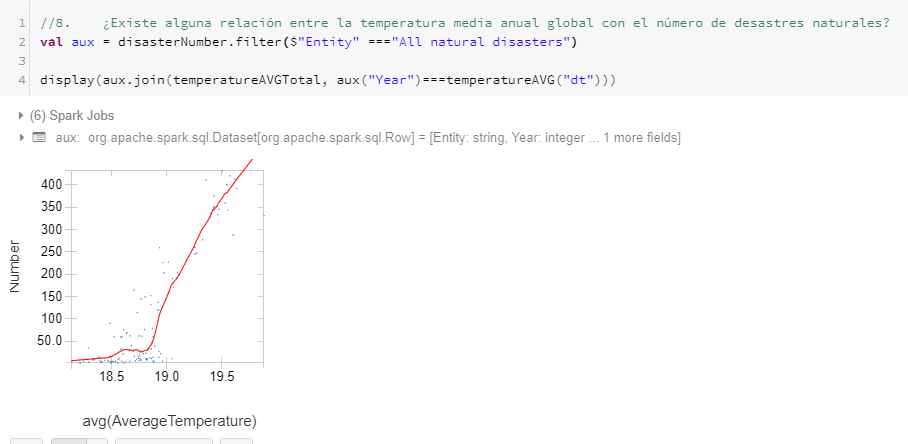 1 //8. ¿Existe alguna relación entre la temperatura media anual global con el número de desastres naturales?
2 val aux = disasterNumber.filter($"Entity" ==="All natural disasters")
3
4 display(aux.join(temperatureAVGTotal, aux("Year")===temperatureAVG("dt")))
(6) Spark Jobs
aux: org.apache.spark.sql.Dataset[org.apache.spark.sql.Row] = [Entity: string, Year: integer ... 1 more fields]
Number
400
350
300
250
200
150
100
50.0
18.5 19.0 19.5
avg(AverageTemperature)